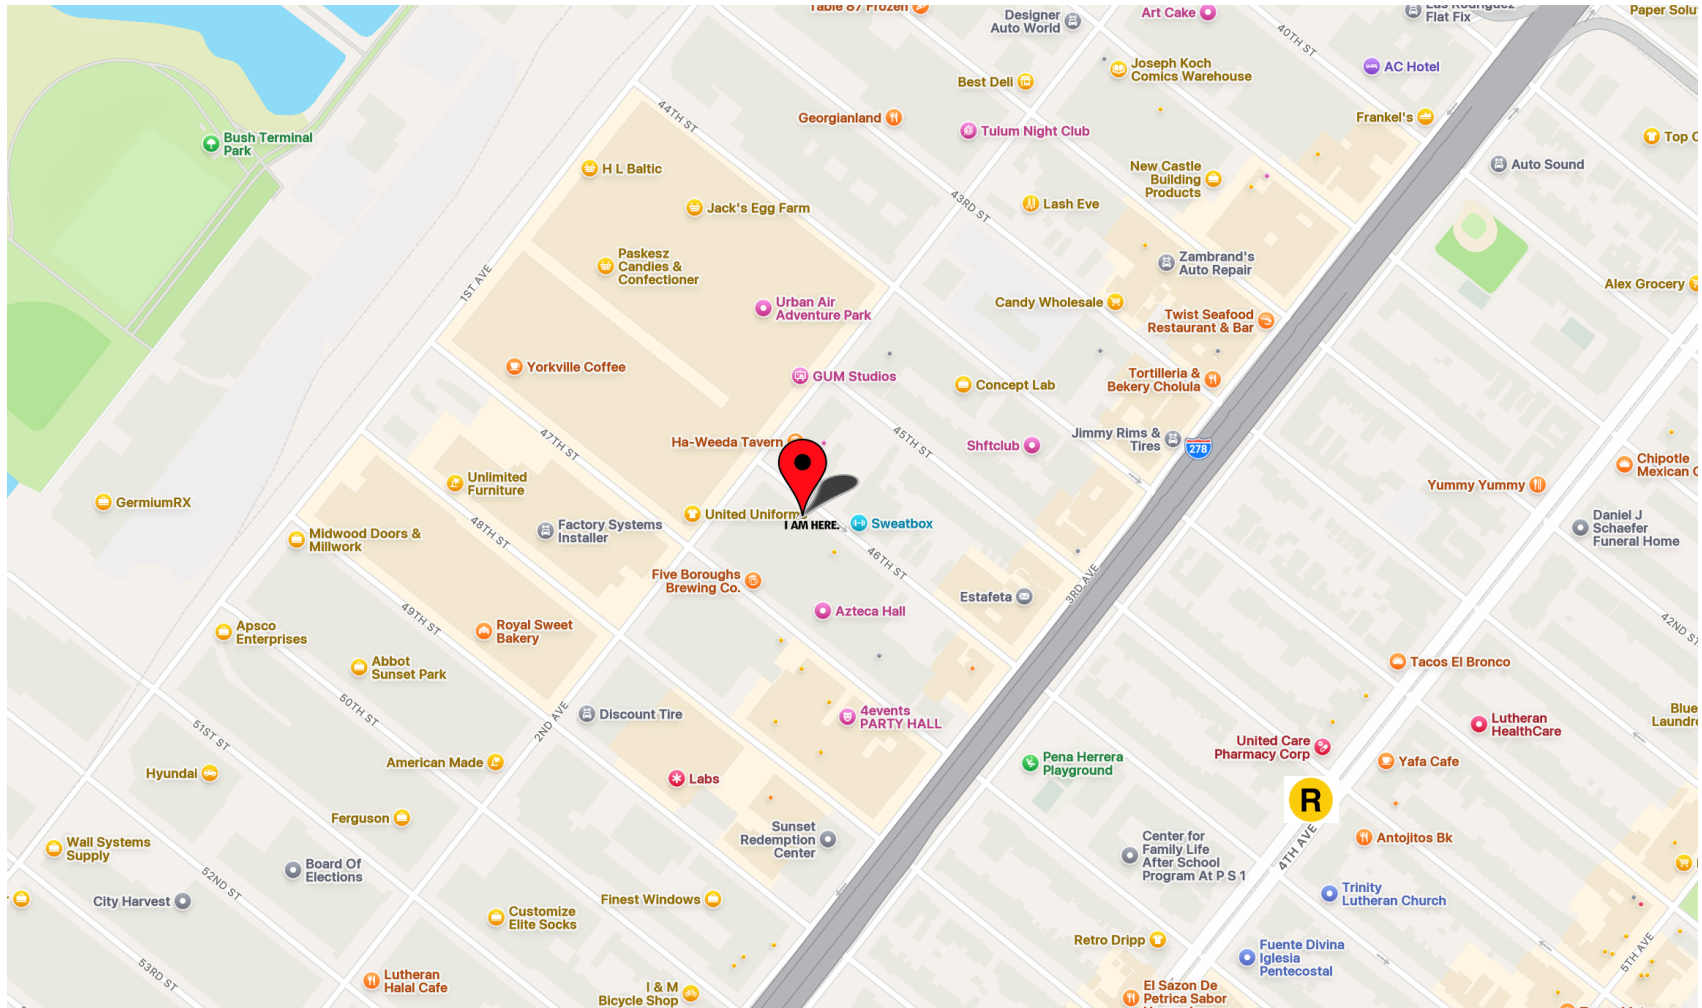 Table 87 Frozen
Designer
Auto World
Art Cake
Flat Fix
40TH ST
AC Hotel
Joseph Koch
Comics Warehouse
Best Deli
44TH ST
Georgianland
Tulum Night Club
Frankel's
Bush Terminal
Park
H L Baltic
New Castle
Building
Products
Auto Sound
Jack's Egg Farm
43RD ST
Lash Eve
Paskesz
Candies &
Confectioner
1ST AVE
Zambrand's
Auto Repair
Alex Grocery
Urban Air
Adventure Park
Candy Wholesale
Twist Seafood
Restaurant & Bar
Yorkville Coffee
GUM Studios
Concept Lab
Tortilleria &
Bekery Cholula
47TH ST
Ha-Weeda Tavern
45TH ST
Shftclub
Jimmy Rims &
Tires
278
Chipotle
Unlimited
Furniture
Yummy Yummy
GermiumRX
United Uniforms
I AM HERE.
Sweatbox
48TH ST
Factory Systems
Installer
Midwood Doors &
Millwork
Daniel J
Schaefer
Funeral Home
46TH ST
Five Boroughs
Brewing Co.
Estafeta
3RD AVE
Azteca Hall
49TH ST
Apsco
Enterprises
Royal Sweet
Bakery
42ND ST
Abbot
Sunset Park
Tacos El Bronco
50TH ST
2ND AVE
Discount Tire
4events
PARTY HALL
Lutheran
HealthCare
51ST ST
United Care
Pharmacy Corp
American Made
Labs
Pena Herrera
Playground
Yafa Cafe
Hyundai
R
Ferguson
Sunset
Redemption
Center
4TH AVE
Antojitos Bk
Wall Systems
Supply
Board Of
Elections
Center for
Family Life
After School
Program At P S 1
52ND ST
City Harvest
Finest Windows
Trinity
Lutheran Church
Customize
Elite Socks
Retro Dripp
Fuente Divina
Iglesia
Pentecostal
5TH AVE
53RD ST
Lutheran
Halal Cafe
I & M
Bicycle Shop
El Sazon De
Petrica Sabor